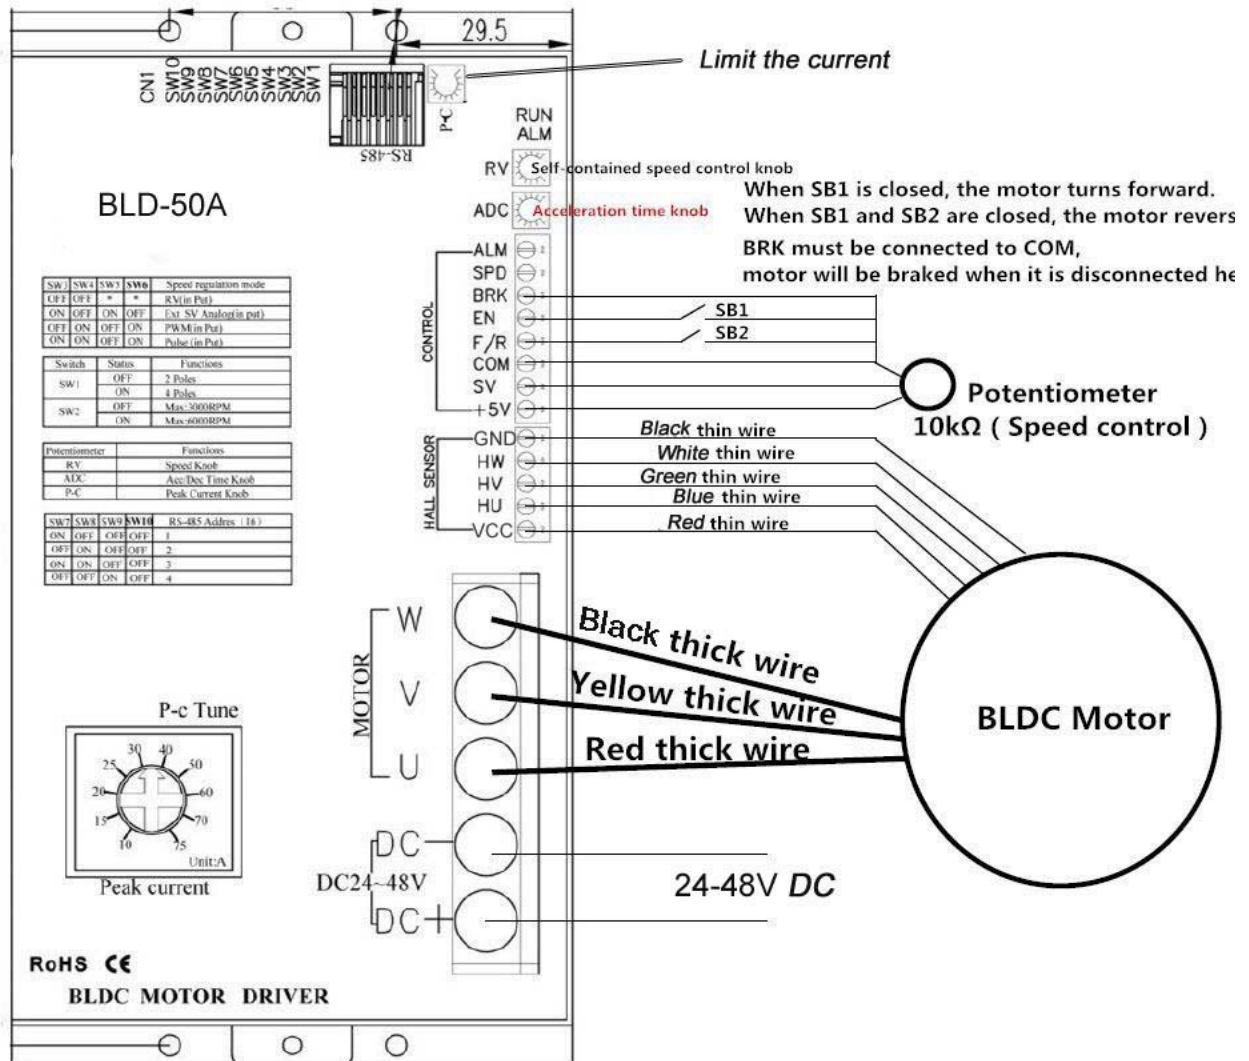 29.5
Limit the current
CN1
SW10
SW9
SW8
SW7
SW6
SW5
SW4
SW3
SW2
SW1
RS-485
P-C
RUN
ALM
RV Self-contained speed control knob
ADC Acceleration time knob
When SB1 is closed, the motor turns forward.
When SB1 and SB2 are closed, the motor revers
BRK must be connected to COM,
motor will be braked when it is disconnected he
BLD-50A
SW3 SW4 SW5 SW6 Speed regulation mode
OFF OFF * * RV(in Put)
ON OFF ON OFF Ext SV Analog(in put)
OFF ON OFF ON PWM(in Put)
ON ON OFF ON Pulse (in Put)
Switch Status Functions
SW1 OFF 2 Poles
ON 4 Poles
SW2 OFF Max:3000RPM
ON Max:6000RPM
Potentiometer Functions
RV Speed Knob
ADC Acc/Dec Time Knob
P-C Peak Current Knob
SW7 SW8 SW9 SW10 RS-485 Addres (16)
ON OFF OFF OFF 1
OFF ON OFF OFF 2
ON ON OFF OFF 3
OFF OFF ON OFF 4
CONTROL
ALM
SPD
BRK
EN SB1
F/R SB2
COM
SV
+5V
Potentiometer
10kΩ ( Speed control )
HALL SENSOR
GND Black thin wire
HW White thin wire
HV Green thin wire
HU Blue thin wire
VCC Red thin wire
MOTOR
W Black thick wire
V Yellow thick wire
U Red thick wire
BLDC Motor
DC−
DC24~48V
DC+
24-48V DC
P-c Tune
10 15 20 25 30 40 50 60 70 75
Unit:A
Peak current
RoHS CE
BLDC MOTOR DRIVER